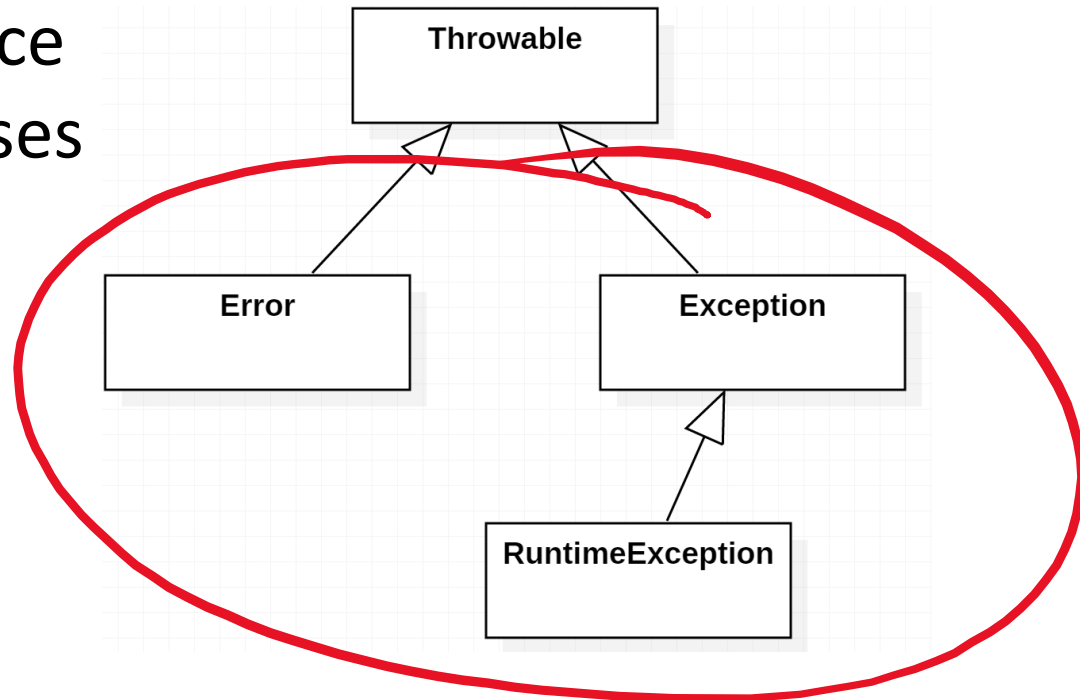 ce
Throwable
ses
Error
Exception
RuntimeException